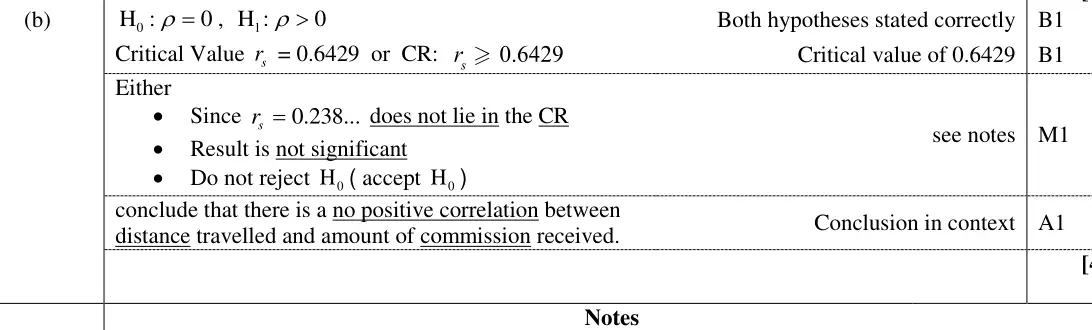 (b) H₀ : ρ = 0 , H₁ : ρ > 0 Both hypotheses stated correctly B1
Critical Value rₛ = 0.6429 or CR: rₛ ⩾ 0.6429 Critical value of 0.6429 B1
Either
• Since rₛ = 0.238... does not lie in the CR
• Result is not significant see notes M1
• Do not reject H₀ ( accept H₀ )
conclude that there is a no positive correlation between
distance travelled and amount of commission received. Conclusion in context A1
Notes